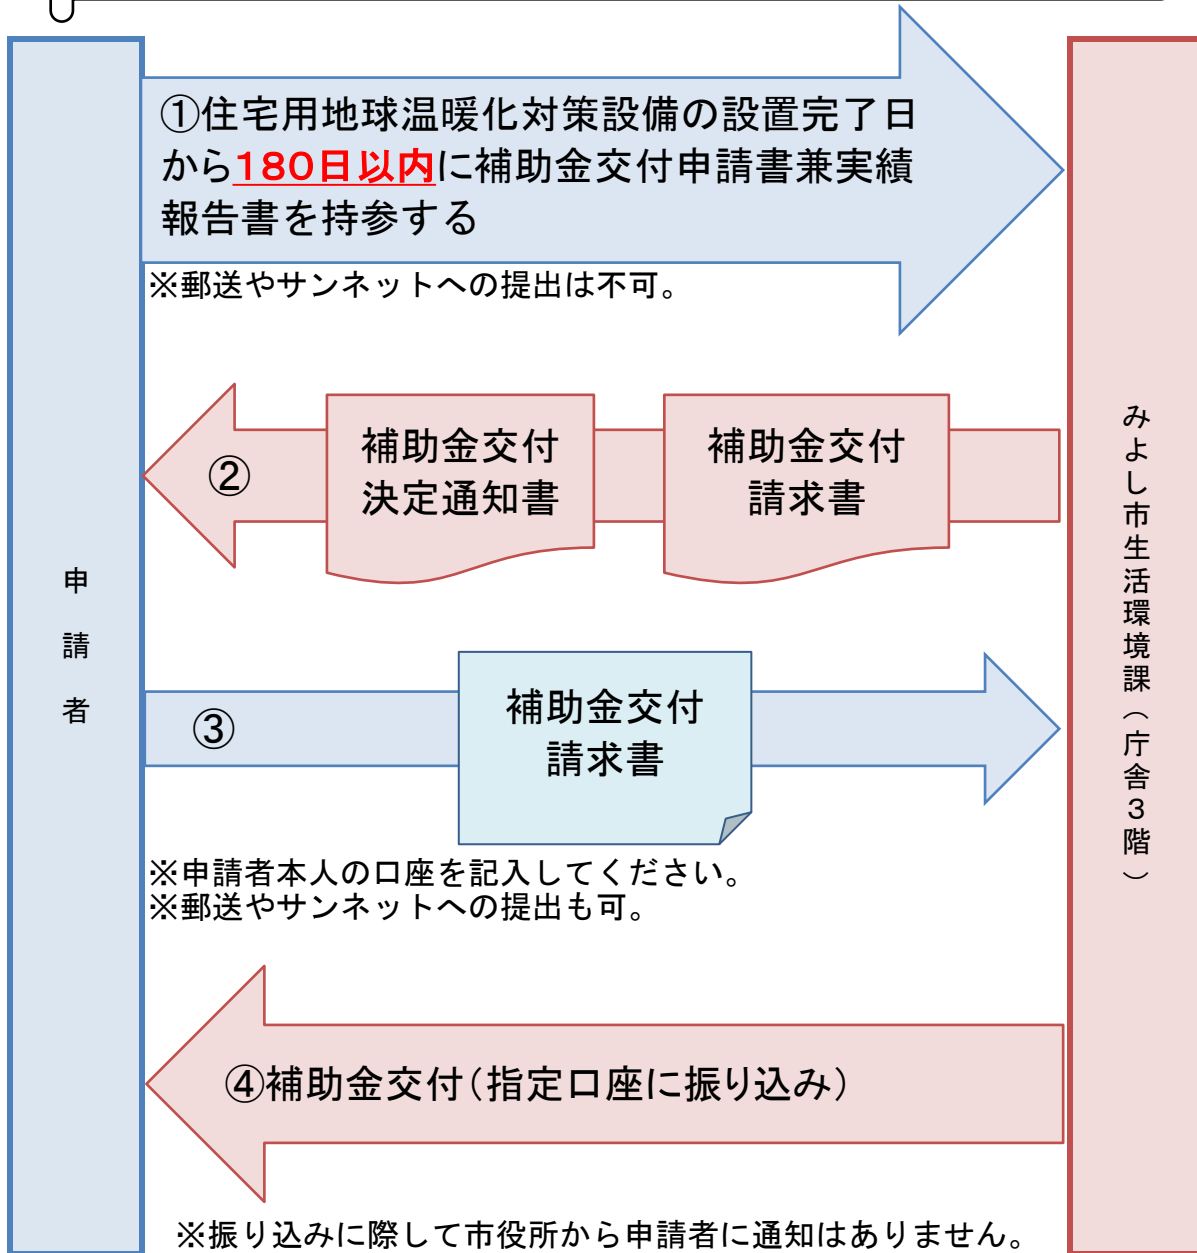 ①住宅用地球温暖化対策設備の設置完了日
から180日以内に補助金交付申請書兼実績
報告書を持参する
※郵送やサンネットへの提出は不可。
②
補助金交付
決定通知書
補助金交付
請求書
申請者
みよし市生活環境課（庁舎３階）
③
補助金交付
請求書
※申請者本人の口座を記入してください。
※郵送やサンネットへの提出も可。
④補助金交付（指定口座に振り込み）
※振り込みに際して市役所から申請者に通知はありません。